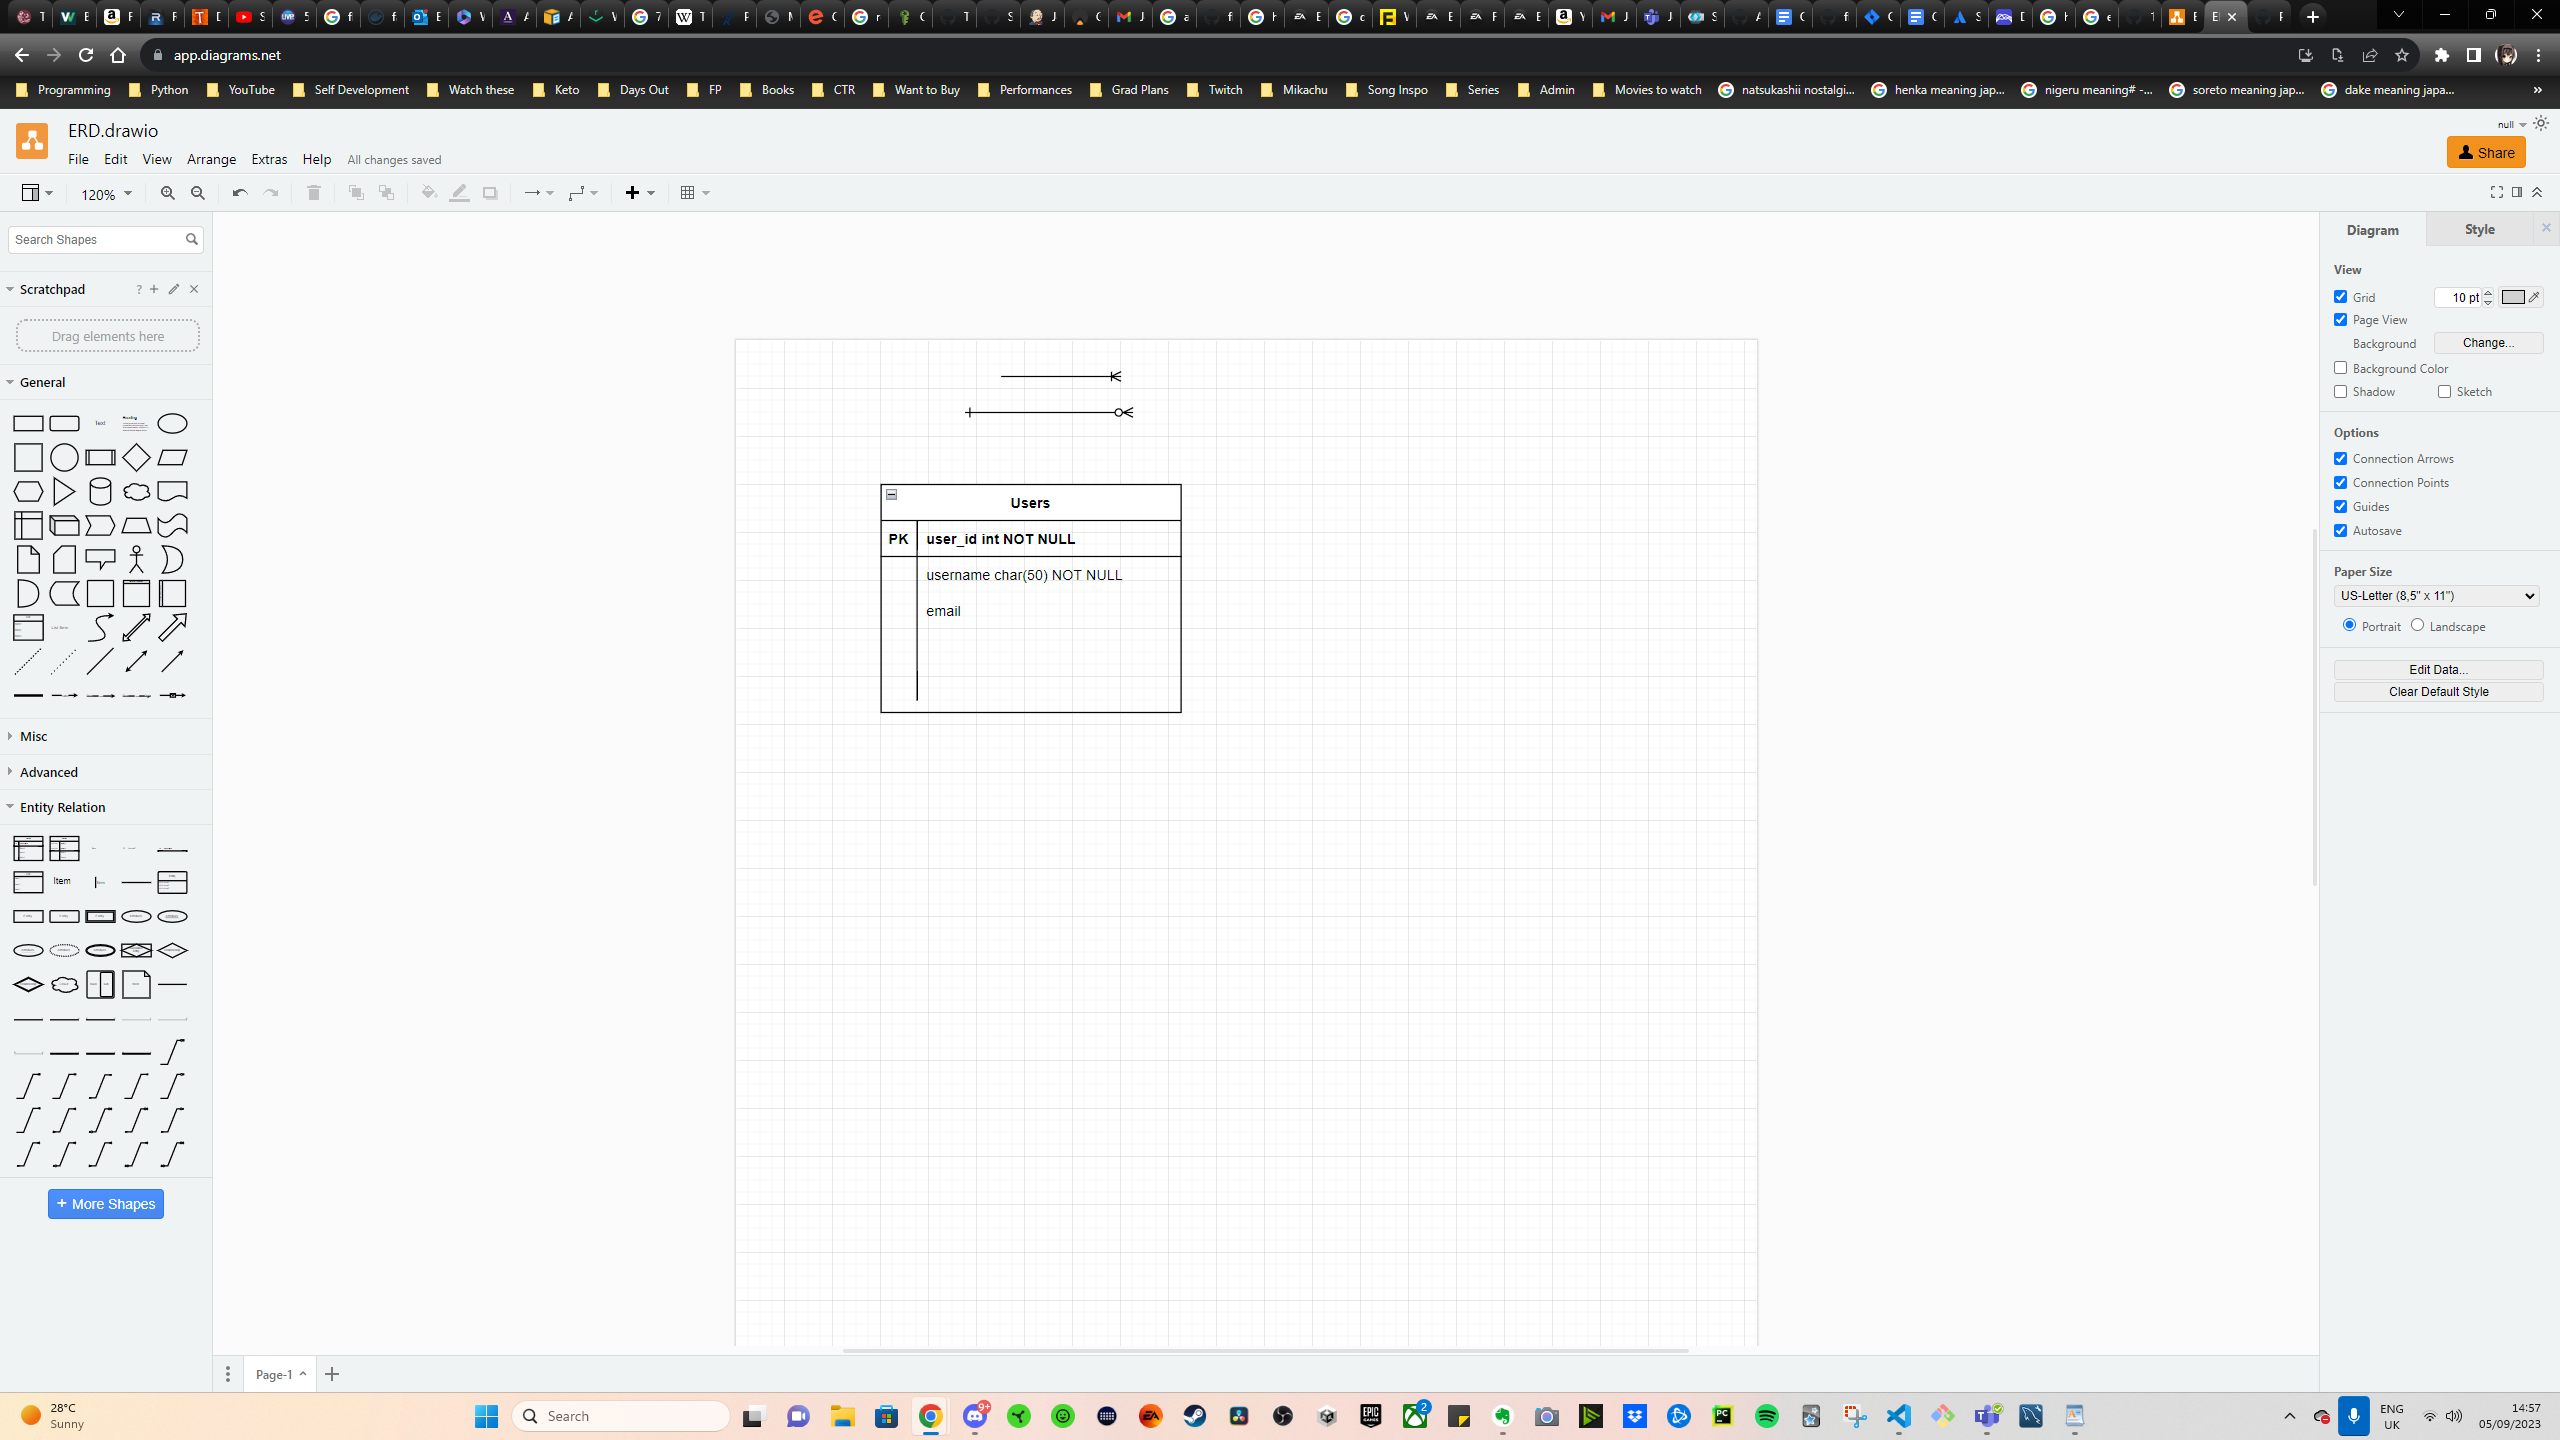 app.diagrams.net
Programming Python YouTube Self Development Watch these Keto Days Out FP Books CTR Want to Buy Performances Grad Plans Twitch Mikachu Song Inspo Series Admin Movies to watch natsukashii nostalgi... henka meaning jap... nigeru meaning# -... soreto meaning jap... dake meaning japa...
ERD.drawio
null
File Edit View Arrange Extras Help All changes saved
Share
120%
Search Shapes
Diagram Style
View
Scratchpad
Grid 10 pt
Page View
Drag elements here
Background Change...
Background Color
General
Shadow Sketch
Text
Options
Connection Arrows
Connection Points
Users
Guides
Autosave
PK user_id int NOT NULL
username char(50) NOT NULL
email
Paper Size
US-Letter (8,5" x 11")
Portrait Landscape
Edit Data...
Clear Default Style
Misc
Advanced
Entity Relation
Item
+ More Shapes
Page-1
28°C
Sunny
Search
9+
2
ENG
UK
14:57
05/09/2023